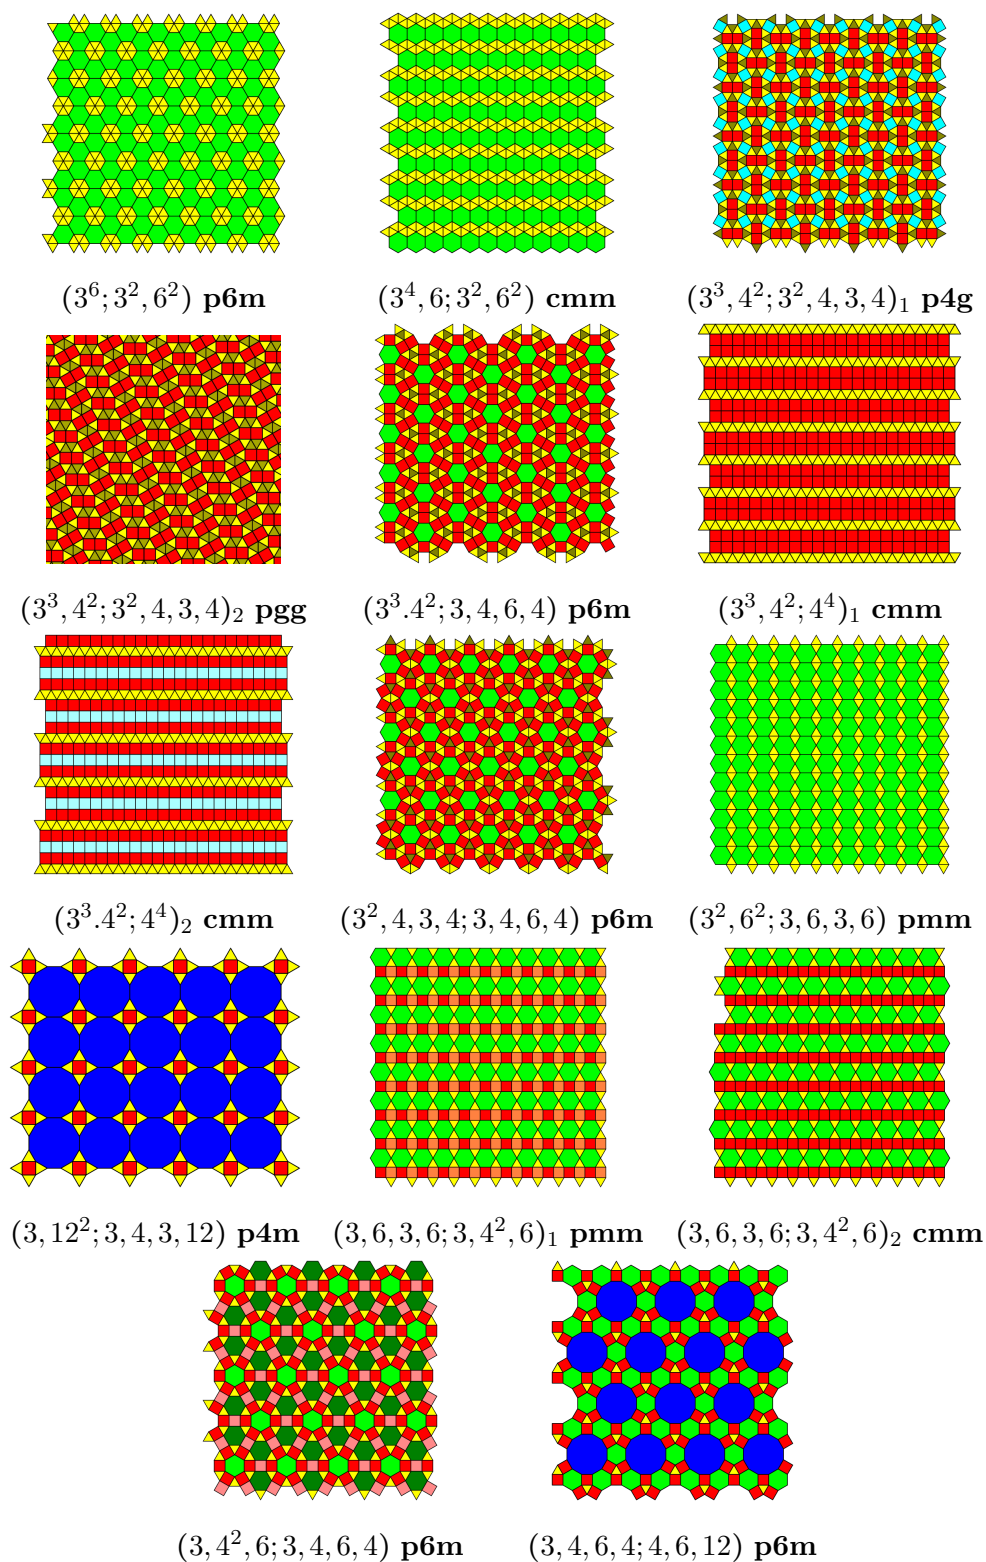 (3⁶; 3², 6²) p6m (3⁴, 6; 3², 6²) cmm (3³, 4²; 3², 4, 3, 4)₁ p4g
(3³, 4²; 3², 4, 3, 4)₂ pgg (3³.4²; 3, 4, 6, 4) p6m (3³, 4²; 4⁴)₁ cmm
(3³.4²; 4⁴)₂ cmm (3², 4, 3, 4; 3, 4, 6, 4) p6m (3², 6²; 3, 6, 3, 6) pmm
(3, 12²; 3, 4, 3, 12) p4m (3, 6, 3, 6; 3, 4², 6)₁ pmm (3, 6, 3, 6; 3, 4², 6)₂ cmm
(3, 4², 6; 3, 4, 6, 4) p6m (3, 4, 6, 4; 4, 6, 12) p6m